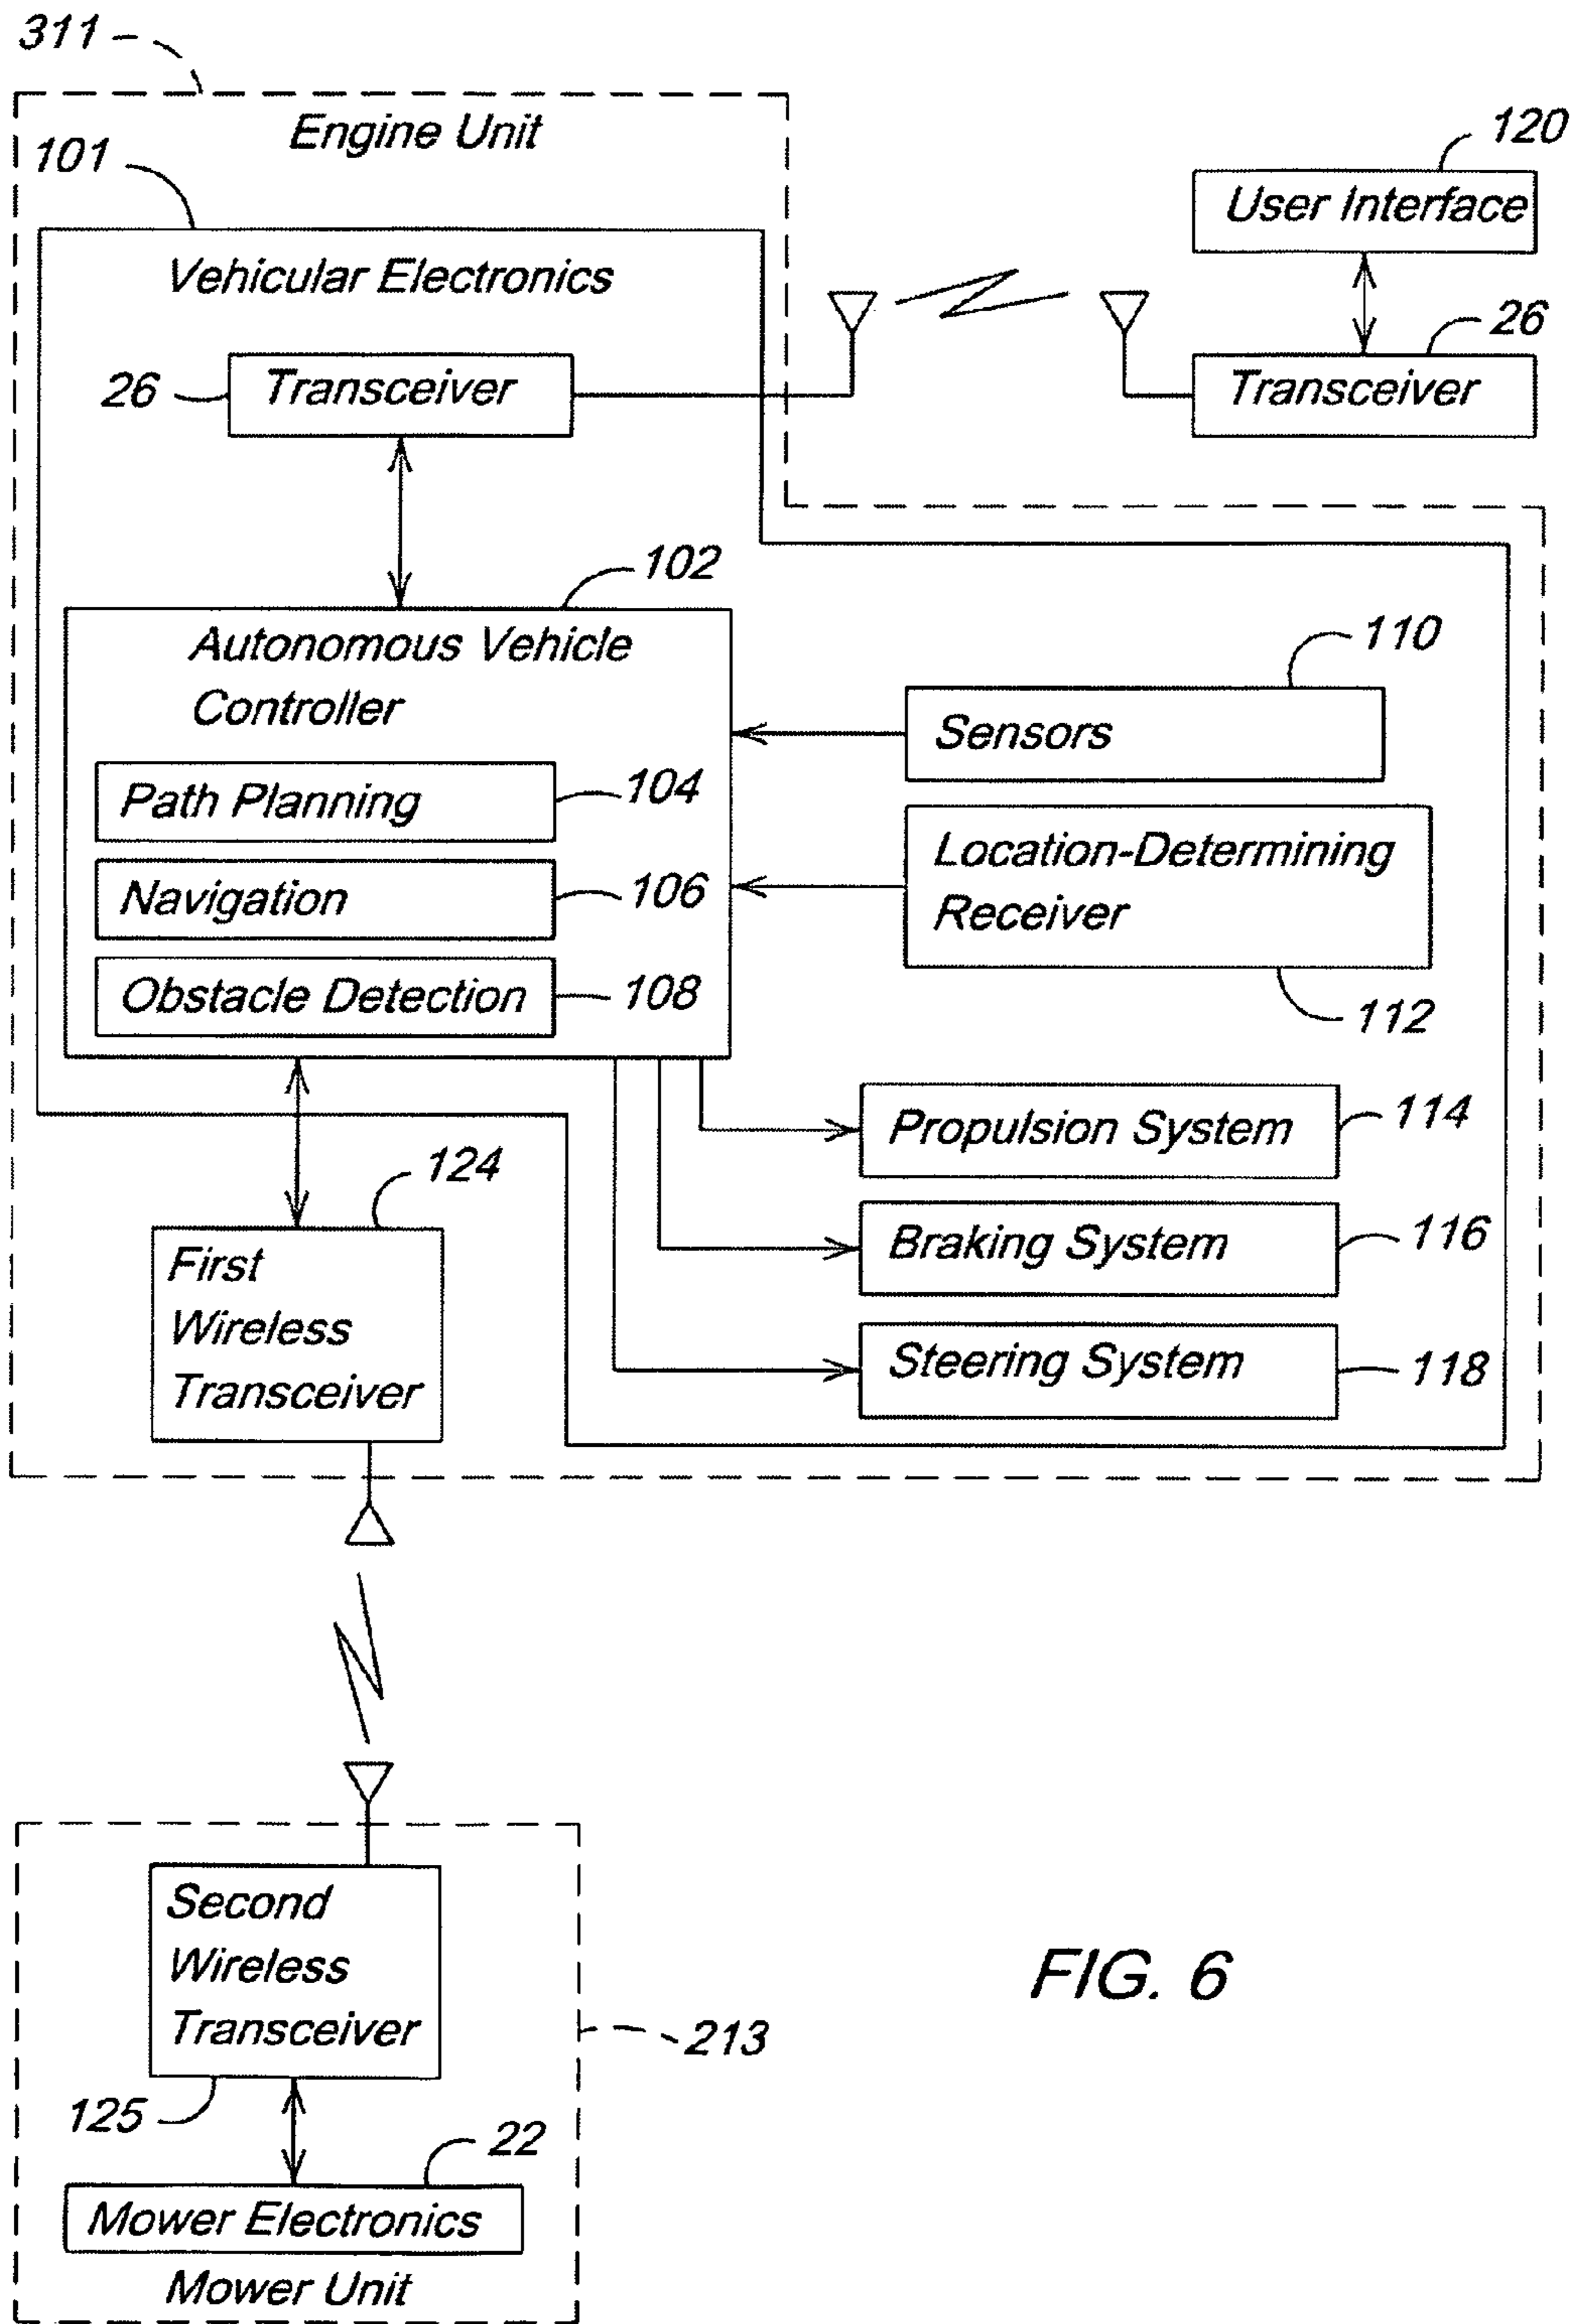 311
Engine Unit
101
120
User Interface
Vehicular Electronics
26
26
Transceiver
Transceiver
102
Autonomous Vehicle
Controller
110
Sensors
Path Planning
104
Location-Determining
Receiver
Navigation
106
Obstacle Detection
108
112
Propulsion System
114
124
Braking System
116
First
Wireless
Transceiver
Steering System
118
Second
Wireless
Transceiver
FIG. 6
213
125
22
Mower Electronics
Mower Unit